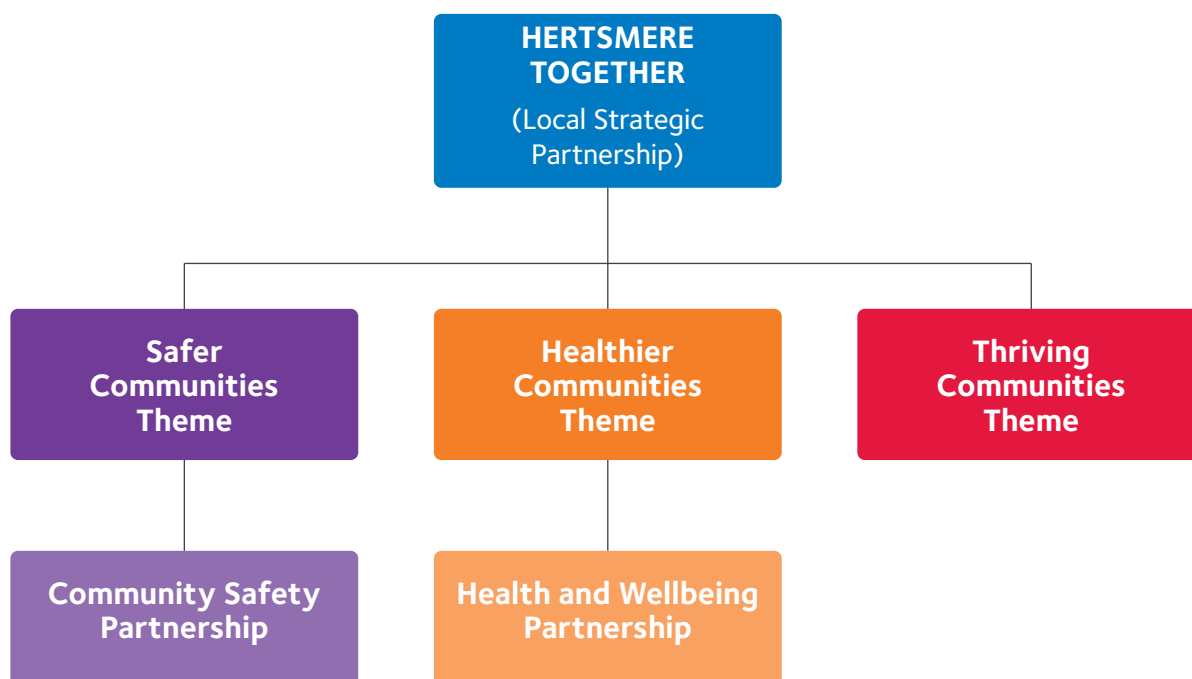 HERTSMERE
TOGETHER
(Local Strategic
Partnership)
Safer
Communities
Theme
Healthier
Communities
Theme
Thriving
Communities
Theme
Community Safety
Partnership
Health and Wellbeing
Partnership